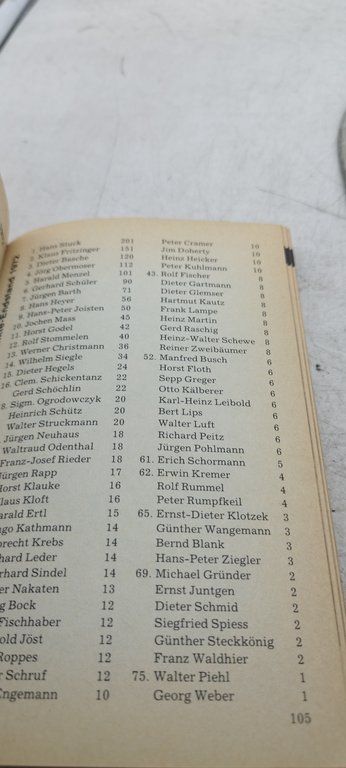 -Endstand 1972
1. Hans Stuck 201
2. Klaus Fritzinger 151
3. Dieter Basche 120
4. Jörg Obermoser 112
5. Harald Menzel 101
6. Gerhard Schüler 90
7. Jürgen Barth 71
8. Hans Heyer 56
9. Hans-Peter Joisten 50
10. Jochen Mass 45
11. Horst Godel 42
12. Rolf Stommelen 40
13. Werner Christmann 36
14. Wilhelm Siegle 34
15. Dieter Hegels 24
16. Clem. Schickentanz 22
Gerd Schöchlin 22
18. Sigm. Ogrodowczyk 20
Heinrich Schütz 20
Walter Struckmann 20
Jürgen Neuhaus 18
Waltraud Odenthal 18
Franz-Josef Rieder 18
Jürgen Rapp 17
Horst Klauke 16
Klaus Kloft 16
Harald Ertl 15
ngo Kathmann 14
precht Krebs 14
hard Leder 14
erhard Sindel 14
er Nakaten 13
g Bock 12
Fischhaber 12
old Jöst 12
Roppes 12
r Schruf 12
Engemann 10
Peter Cramer 10
Jim Doherty 10
Heinz Heicker 10
Peter Kuhlmann 10
43. Rolf Fischer 10
Dieter Gartmann 8
Dieter Glemser 8
Hartmut Kautz 8
Frank Lampe 8
Heinz Martin 8
Gerd Raschig 8
Heinz-Walter Schewe 8
Reiner Zweibäumer 8
52. Manfred Busch 6
Horst Floth 6
Sepp Greger 6
Otto Kälberer 6
Karl-Heinz Leibold 6
Bert Lips 6
Walter Luft 6
Richard Peitz 6
Jürgen Pohlmann 6
61. Erich Schormann 5
62. Erwin Kremer 4
Rolf Rummel 4
Peter Rumpfkeil 4
65. Ernst-Dieter Klotzek 3
Günther Wangemann 3
Bernd Blank 3
Hans-Peter Ziegler 3
69. Michael Gründer 2
Ernst Juntgen 2
Dieter Schmid 2
Siegfried Spiess 2
Günther Steckkönig 2
Franz Waldhier 2
75. Walter Piehl 1
Georg Weber 1
105